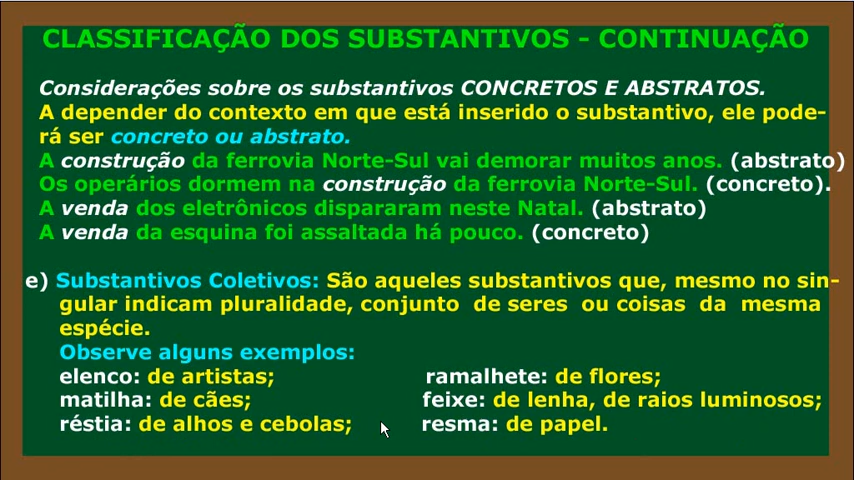 CLASSIFICAÇÃO DOS SUBSTANTIVOS - CONTINUAÇÃO
Considerações sobre os substantivos CONCRETOS E ABSTRATOS.
A depender do contexto em que está inserido o substantivo, ele pode-
rá ser concreto ou abstrato.
A construção da ferrovia Norte-Sul vai demorar muitos anos. (abstrato)
Os operários dormem na construção da ferrovia Norte-Sul. (concreto).
A venda dos eletrônicos dispararam neste Natal. (abstrato)
A venda da esquina foi assaltada há pouco. (concreto)
e) Substantivos Coletivos: São aqueles substantivos que, mesmo no sin-
gular indicam pluralidade, conjunto de seres ou coisas da mesma
espécie.
Observe alguns exemplos:
elenco: de artistas; ramalhete: de flores;
matilha: de cães; feixe: de lenha, de raios luminosos;
réstia: de alhos e cebolas; resma: de papel.